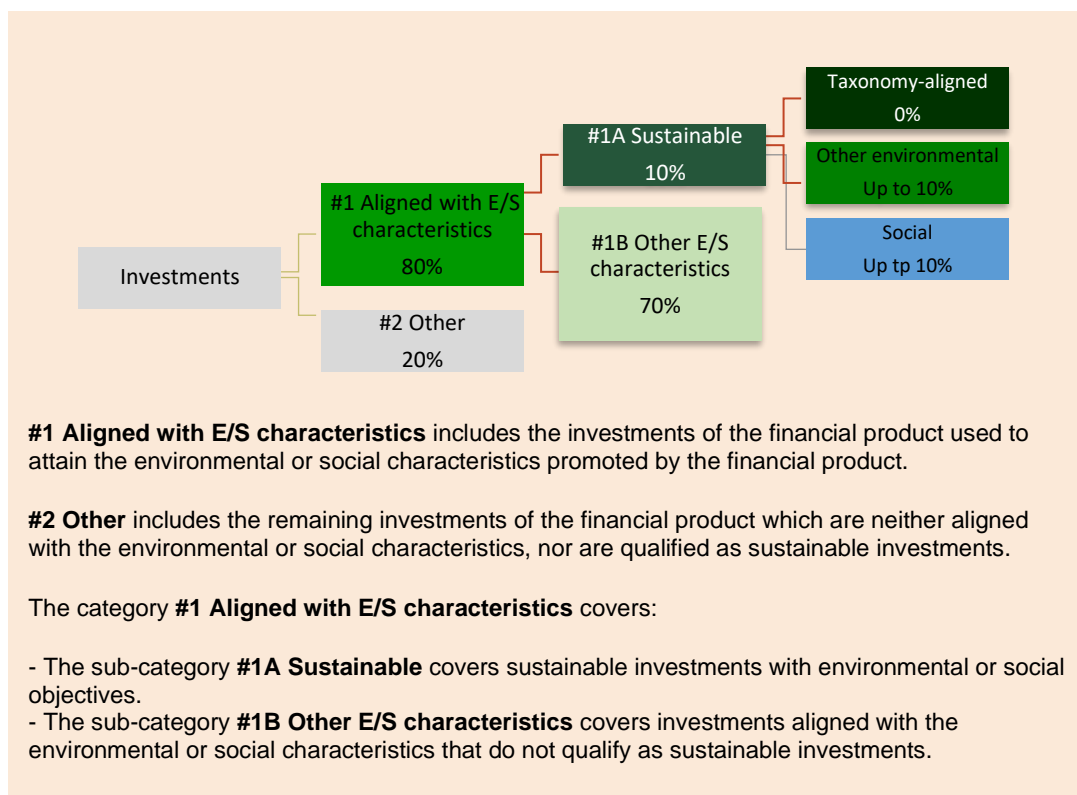 Investments
#1 Aligned with E/S
characteristics
80%
#2 Other
20%
#1A Sustainable
10%
#1B Other E/S
characteristics
70%
Taxonomy-aligned
0%
Other environmental
Up to 10%
Social
Up tp 10%
#1 Aligned with E/S characteristics includes the investments of the financial product used to
attain the environmental or social characteristics promoted by the financial product.
#2 Other includes the remaining investments of the financial product which are neither aligned
with the environmental or social characteristics, nor are qualified as sustainable investments.
The category #1 Aligned with E/S characteristics covers:
- The sub-category #1A Sustainable covers sustainable investments with environmental or social
objectives.
- The sub-category #1B Other E/S characteristics covers investments aligned with the
environmental or social characteristics that do not qualify as sustainable investments.